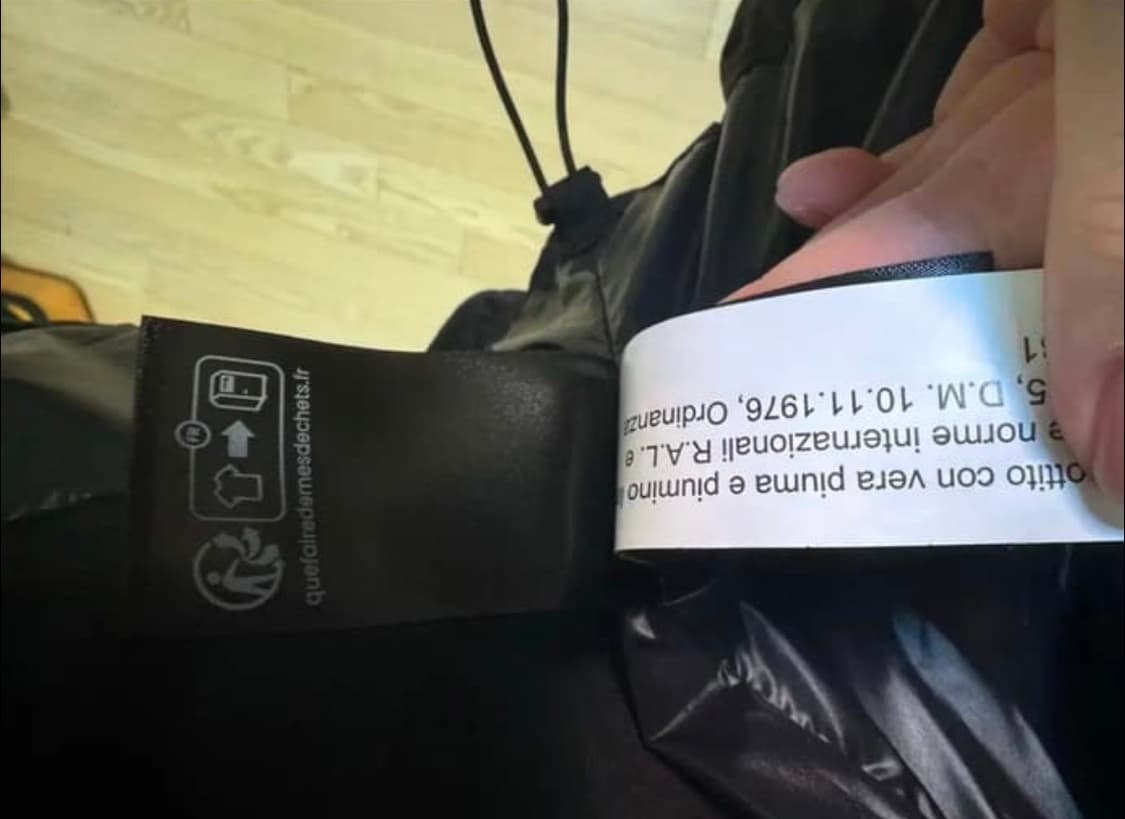 FR
quefairedemesdechets.fr
ottito con vera piuma e piumino
e norme internazionali R.A.L. e
5, D.M. 10.11.1976, Ordinanza